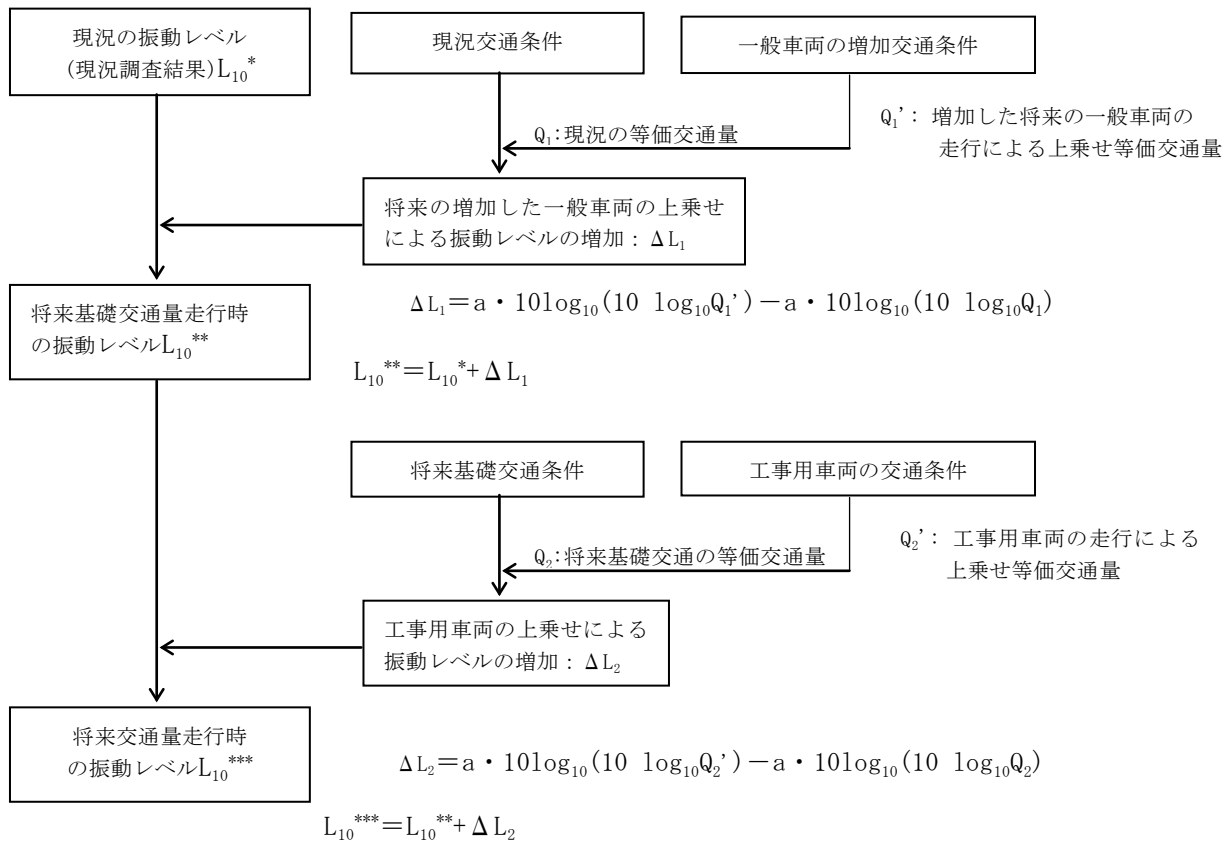 現況の振動レベル
(現況調査結果)L₁₀*
現況交通条件
一般車両の増加交通条件
Q₁:現況の等価交通量
Q₁’: 増加した将来の一般車両の
走行による上乗せ等価交通量
将来の増加した一般車両の上乗せ
による振動レベルの増加:ΔL₁
将来基礎交通量走行時
の振動レベルL₁₀**
ΔL₁=a・10log₁₀(10 log₁₀Q₁’)-a・10log₁₀(10 log₁₀Q₁)
L₁₀**=L₁₀*+ΔL₁
将来基礎交通条件
工事用車両の交通条件
Q₂:将来基礎交通の等価交通量
Q₂’: 工事用車両の走行による
上乗せ等価交通量
工事用車両の上乗せによる
振動レベルの増加:ΔL₂
将来交通量走行時
の振動レベルL₁₀***
ΔL₂=a・10log₁₀(10 log₁₀Q₂’)-a・10log₁₀(10 log₁₀Q₂)
L₁₀***=L₁₀**+ΔL₂